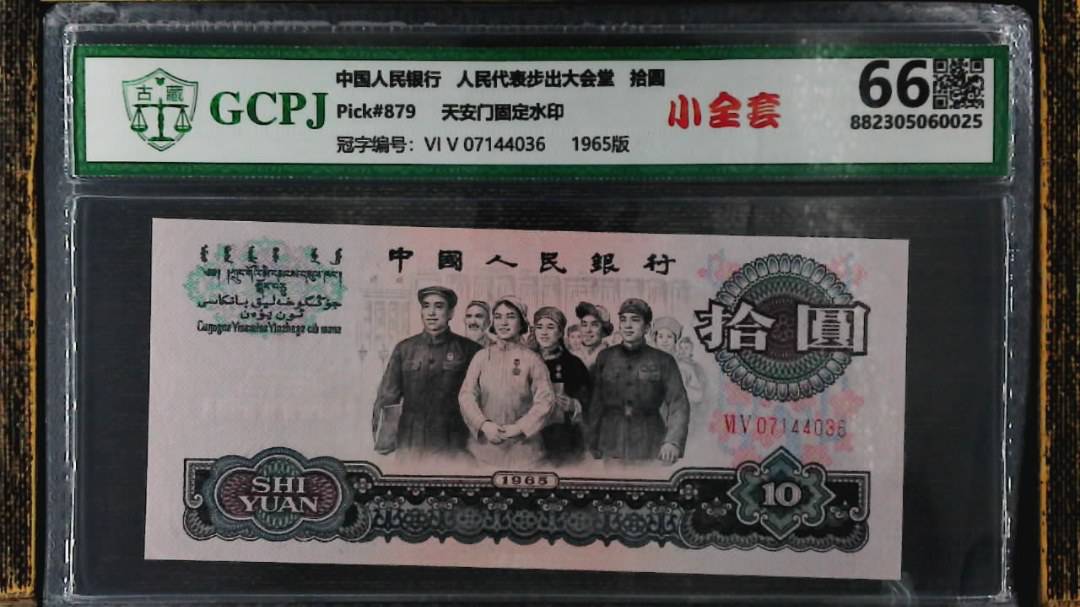 中国人民银行 人民代表步出大会堂 拾圆
Pick#879 天安门固定水印
冠字编号：VI V 07144036 1965版
古藏
GCPJ
小全套
66
882305060025
中國人民銀行
拾圓
VI V 07144036
1965
SHI
YUAN
10